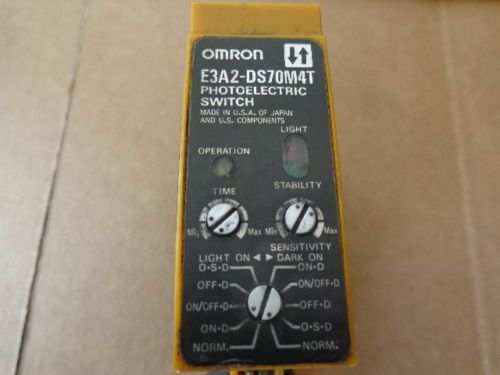 OMRON
E3A2-DS70M4T
PHOTOELECTRIC
SWITCH
MADE IN U.S.A. OF JAPAN
AND U.S. COMPONENTS
LIGHT
OPERATION
TIME STABILITY
Min Max Min Max
SENSITIVITY
LIGHT ON ◄ ► DARK ON
O·S·D ON·D
OFF·D ON/OFF·D
ON/OFF·D OFF·D
ON·D O·S·D
NORM. NORM.